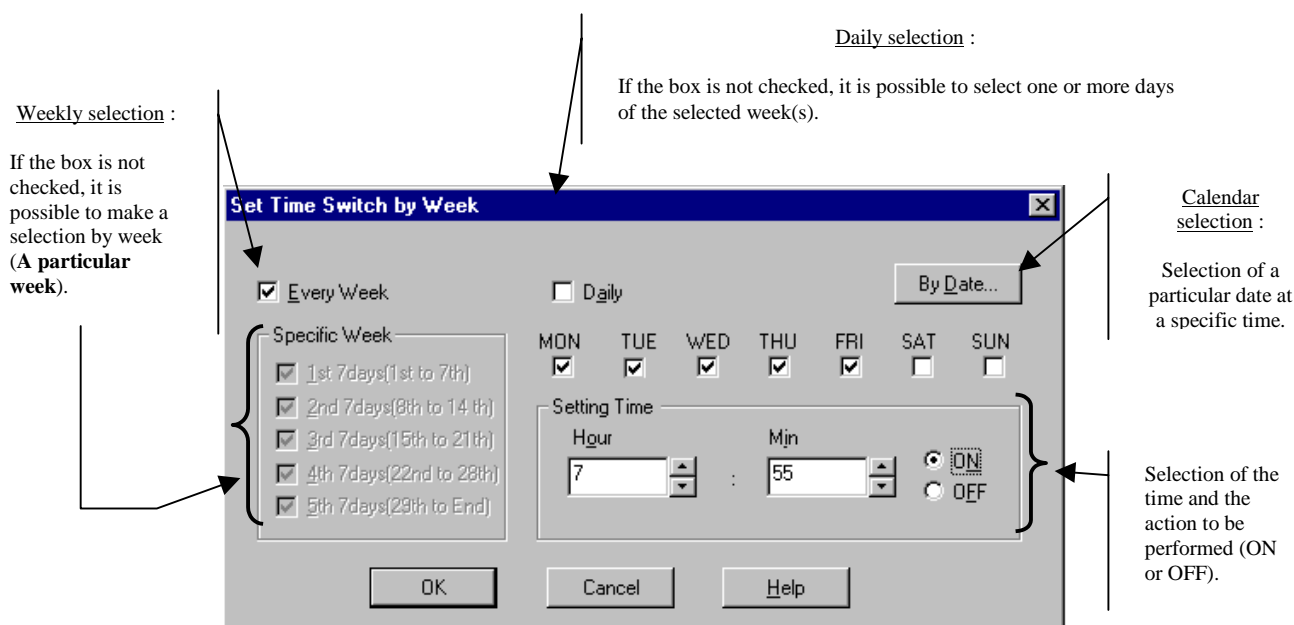 Daily selection :
If the box is not checked, it is possible to select one or more days
of the selected week(s).
Weekly selection :
If the box is not
checked, it is
possible to make a
selection by week
(A particular
week).
Calendar
selection :
Selection of a
particular date at
a specific time.
Set Time Switch by Week
Every Week
Daily
By Date...
Specific Week
1st 7days(1st to 7th)
2nd 7days(8th to 14 th)
3rd 7days(15th to 21th)
4th 7days(22nd to 28th)
5th 7days(29th to End)
MON TUE WED THU FRI SAT SUN
Setting Time
Hour Min
7 : 55
ON
OFF
Selection of the
time and the
action to be
performed (ON
or OFF).
OK Cancel Help